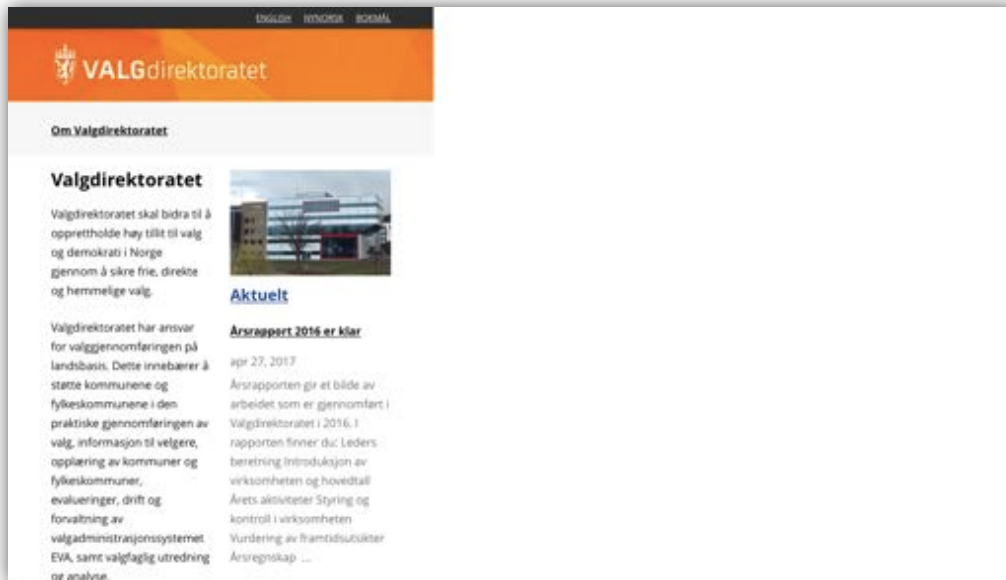 ENGLISH NYNORSK BOKMÅL
VALGdirektoratet
Om Valgdirektoratet
Valgdirektoratet
Valgdirektoratet skal bidra til å
opprettholde høy tillit til valg
og demokrati i Norge
gjennom å sikre frie, direkte
og hemmelige valg.
Valgdirektoratet har ansvar
for valggjennomføringen på
landsbasis. Dette innebærer å
støtte kommunene og
fylkeskommunene i den
praktiske gjennomføringen av
valg, informasjon til velgere,
opplæring av kommuner og
fylkeskommuner,
evalueringer, drift og
forvaltning av
valgadministrasjonssystemet
EVA, samt valgfaglig utredning
og analyse.
Aktuelt
Årsrapport 2016 er klar
apr 27, 2017
Årsrapporten gir et bilde av
arbeidet som er gjennomført i
Valgdirektoratet i 2016. I
rapporten finner du: Leders
beretning Introduksjon av
virksomheten og hovedtall
Årets aktiviteter Styring og
kontroll i virksomheten
Vurdering av framtidsutsikter
Årsregnskap ...